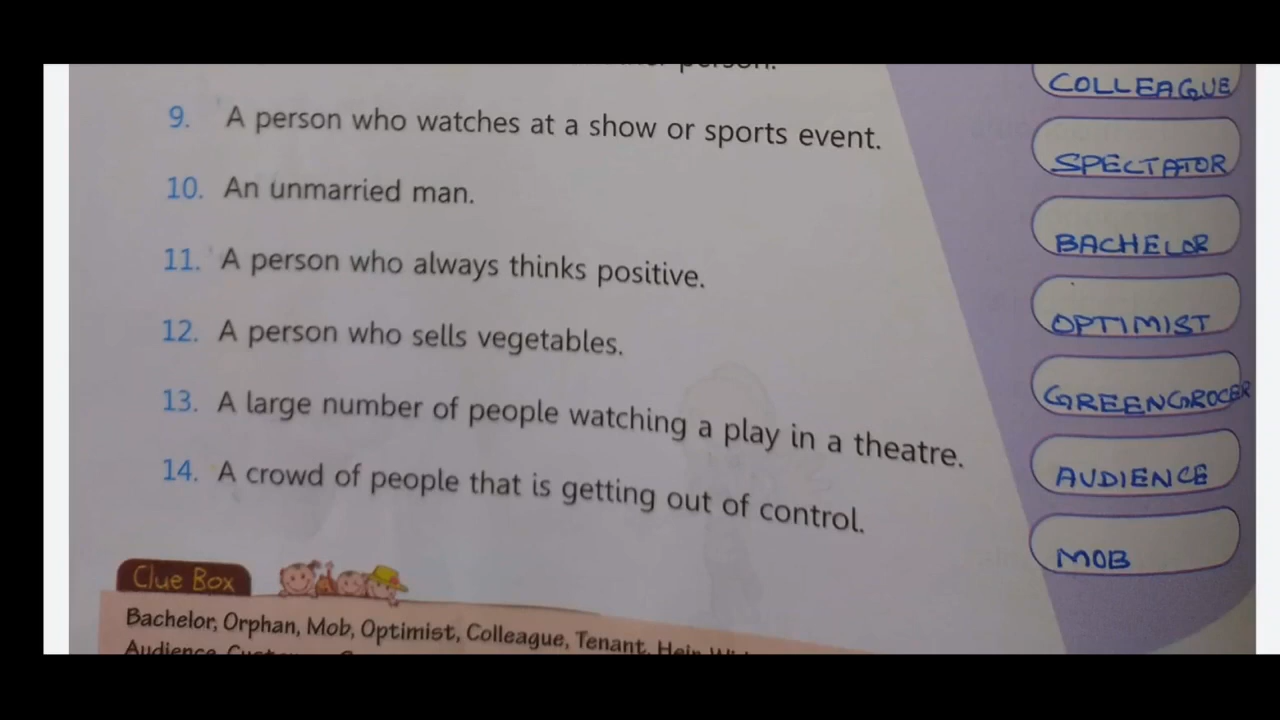 person.
COLLEAGUE
9. A person who watches at a show or sports event.
SPECTATOR
10. An unmarried man.
BACHELOR
11. A person who always thinks positive.
OPTIMIST
12. A person who sells vegetables.
GREENGROCER
13. A large number of people watching a play in a theatre.
AUDIENCE
14. A crowd of people that is getting out of control.
MOB
Clue Box
Bachelor, Orphan, Mob, Optimist, Colleague, Tenant, Heir,
Audience,